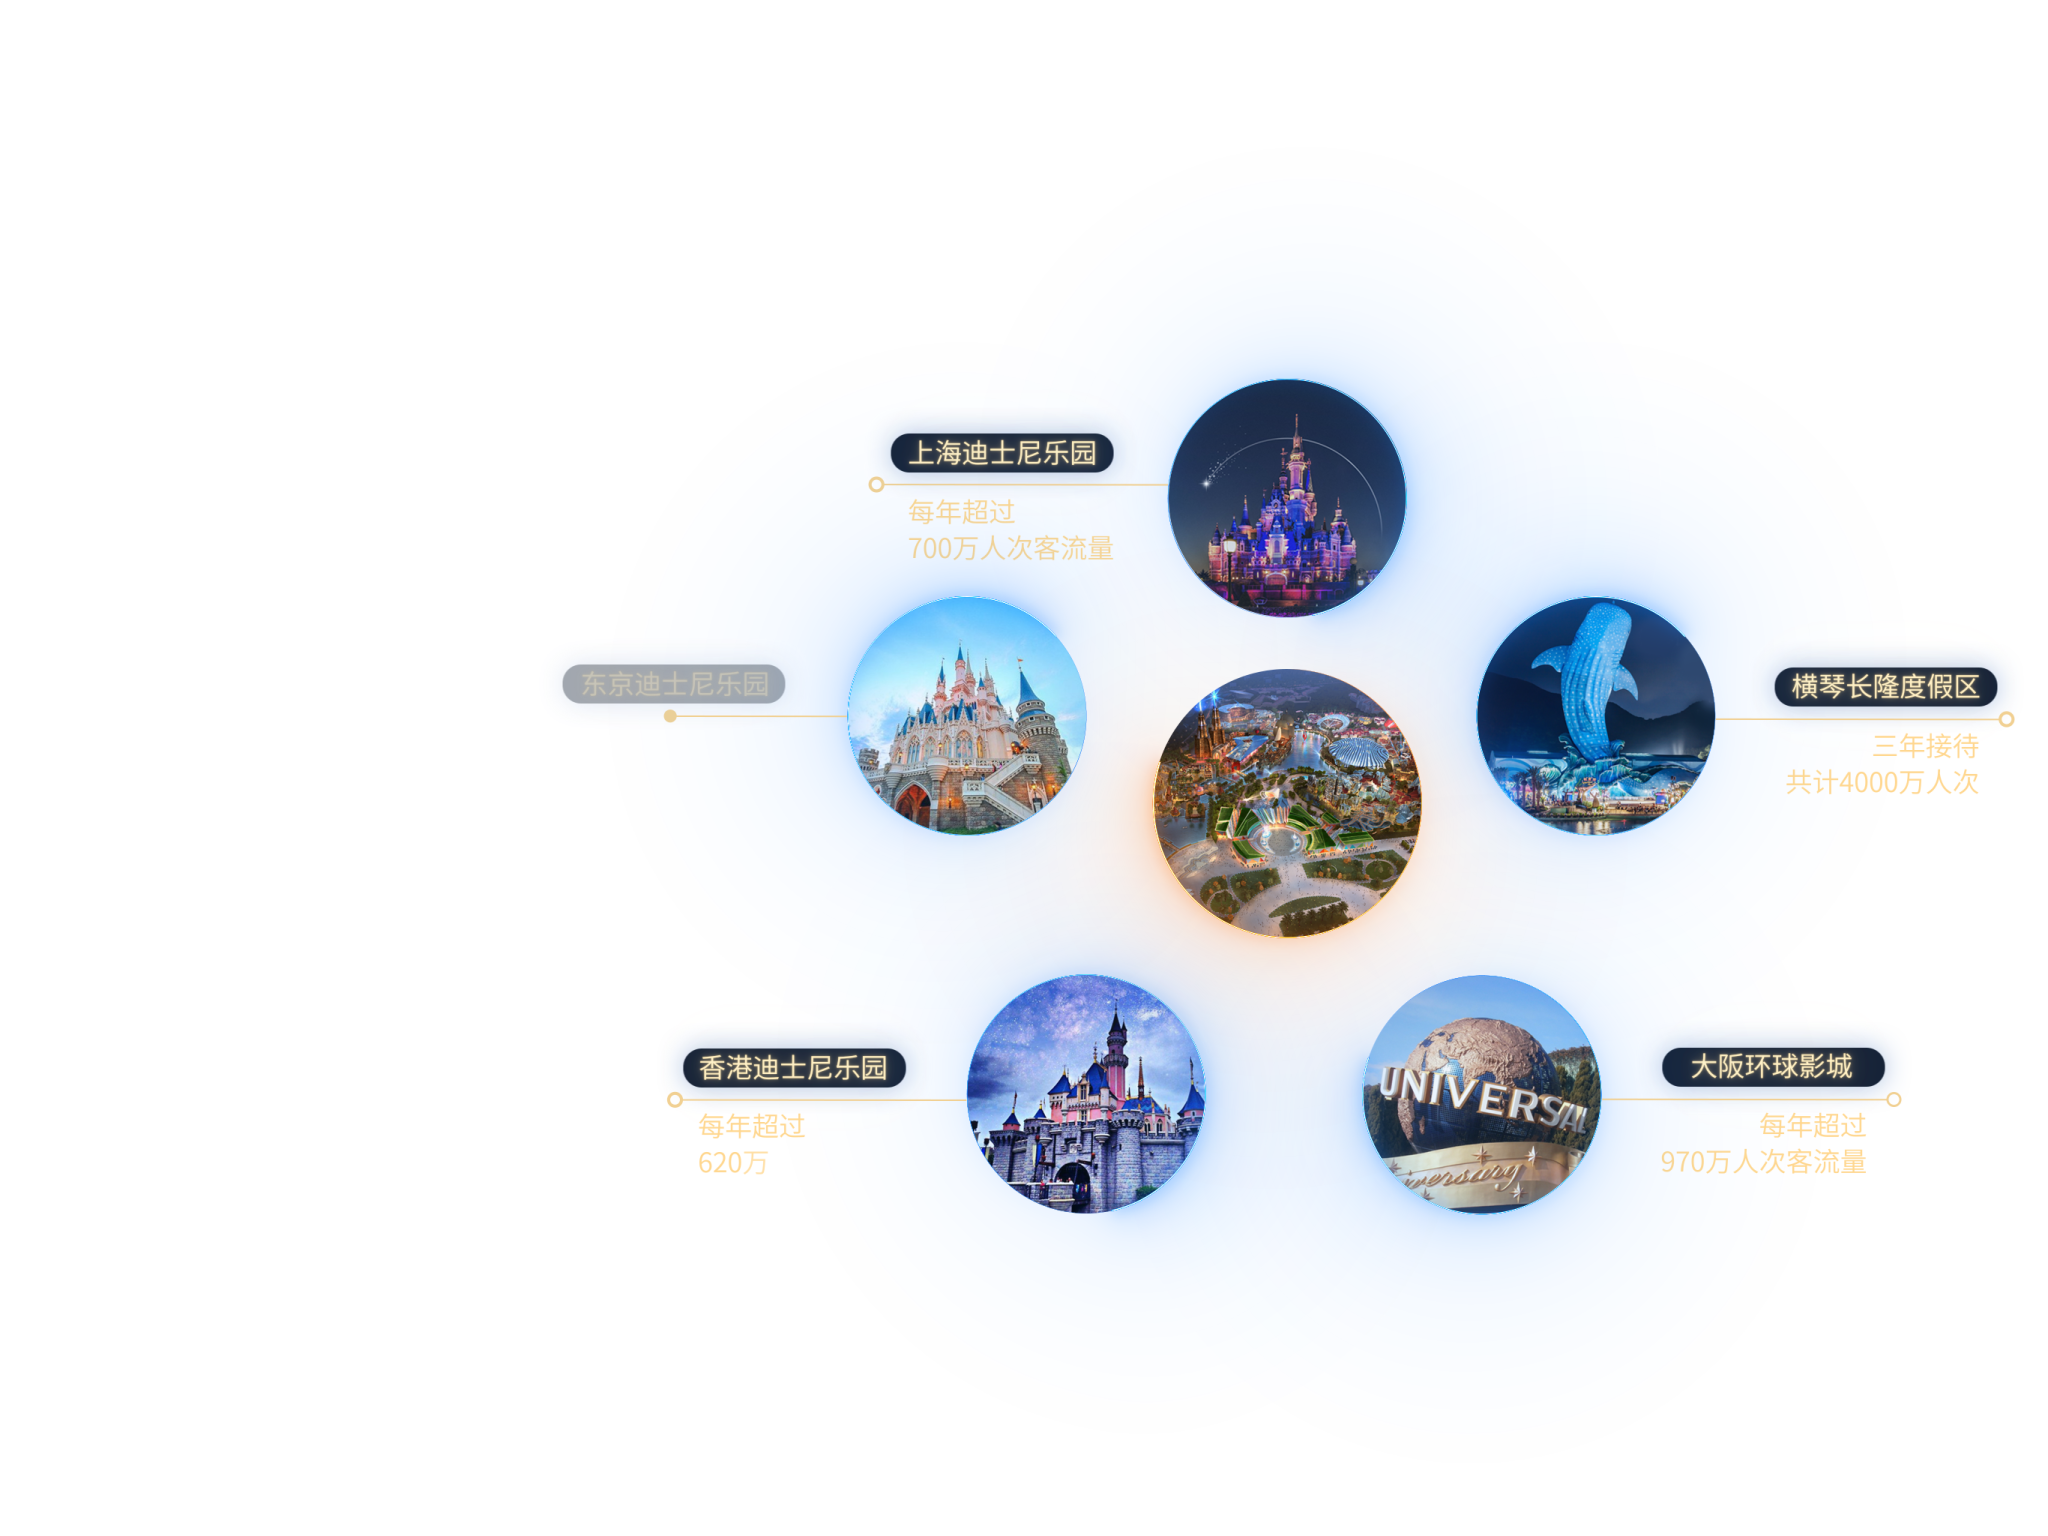 上海迪士尼乐园
每年超过
700万人次客流量
东京迪士尼乐园
横琴长隆度假区
三年接待
共计4000万人次
香港迪士尼乐园
每年超过
620万
UNIVERSAL
iversary
大阪环球影城
每年超过
970万人次客流量